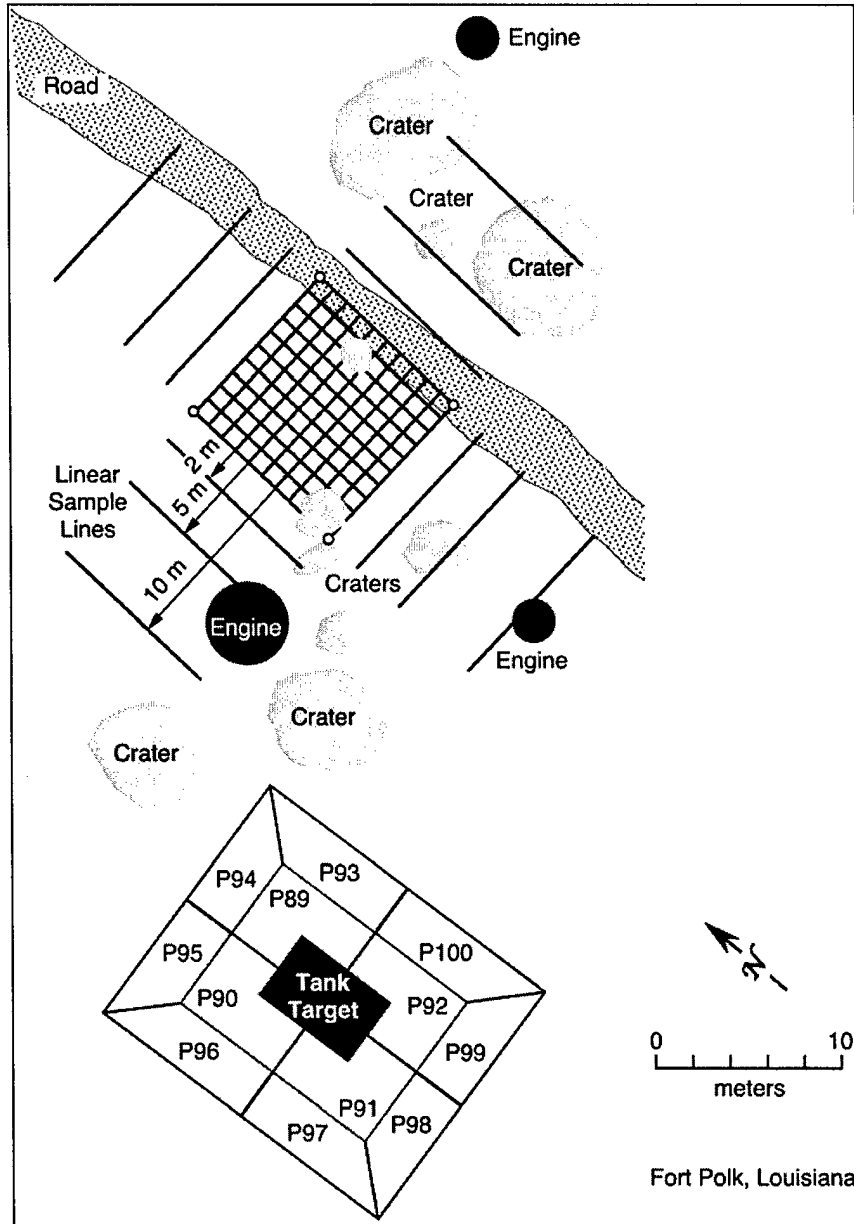 Engine
Road
Crater
Crater
Crater
2 m
Linear
Sample
Lines
5 m
10 m
Craters
Engine
Engine
Crater
Crater
P93
P94
P89
P95
P100
Tank
Target
P90
P92
P96
P99
P91
P97
P98
N
0
10
meters
Fort Polk, Louisiana